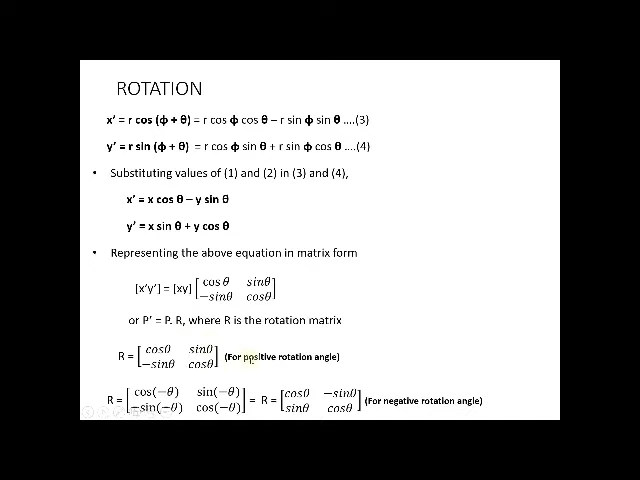 ROTATION
x' = r cos (ϕ + θ) = r cos ϕ cos θ – r sin ϕ sin θ ....(3)
y' = r sin (ϕ + θ) = r cos ϕ sin θ + r sin ϕ cos θ ....(4)
• Substituting values of (1) and (2) in (3) and (4),
x' = x cos θ – y sin θ
y' = x sin θ + y cos θ
• Representing the above equation in matrix form
[x'y'] = [xy] [cos θ sinθ
−sinθ cosθ]
or P' = P. R, where R is the rotation matrix
R = [cosθ sinθ
−sinθ cosθ] (For positive rotation angle)
R = [cos(−θ) sin(−θ)
−sin(−θ) cos(−θ)] = R = [cosθ −sinθ
sinθ cosθ] (For negative rotation angle)